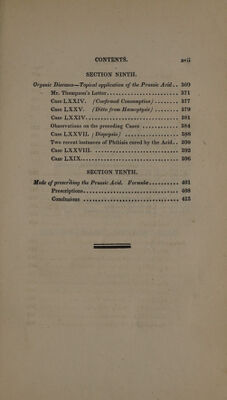 CONTENTS. xvii
SECTION NINTH.
Organic Diseases—Topical application of the Prussic Acid.. 369
Mr. Thompson's Letter........................ 371
Case LXXIV. (Confirmed Consumption)........ 377
Case LXXV. (Ditto from Hæmoptysis)........ 379
Case LXXIV................................ 381
Observations on the preceding Cases ............ 384
Case LXXVII. (Dyspepsia)................... 386
Two recent instances of Phthisis cured by the Acid.. 390
Case LXXVIII............................. 392
Case LXIX................................. 396
SECTION TENTH.
Mode of prescribing the Prussic Acid. Formulæ.......... 401
Prescriptions............................... 408
Conclusions ................................ 415